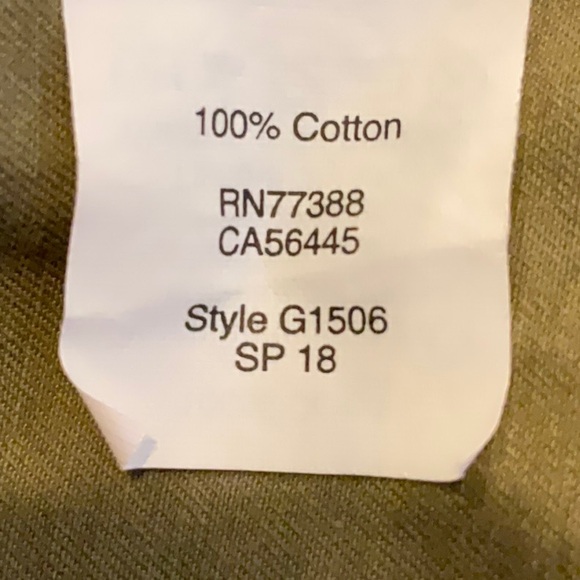 100% Cotton
RN77388
CA56445
Style G1506
SP 18